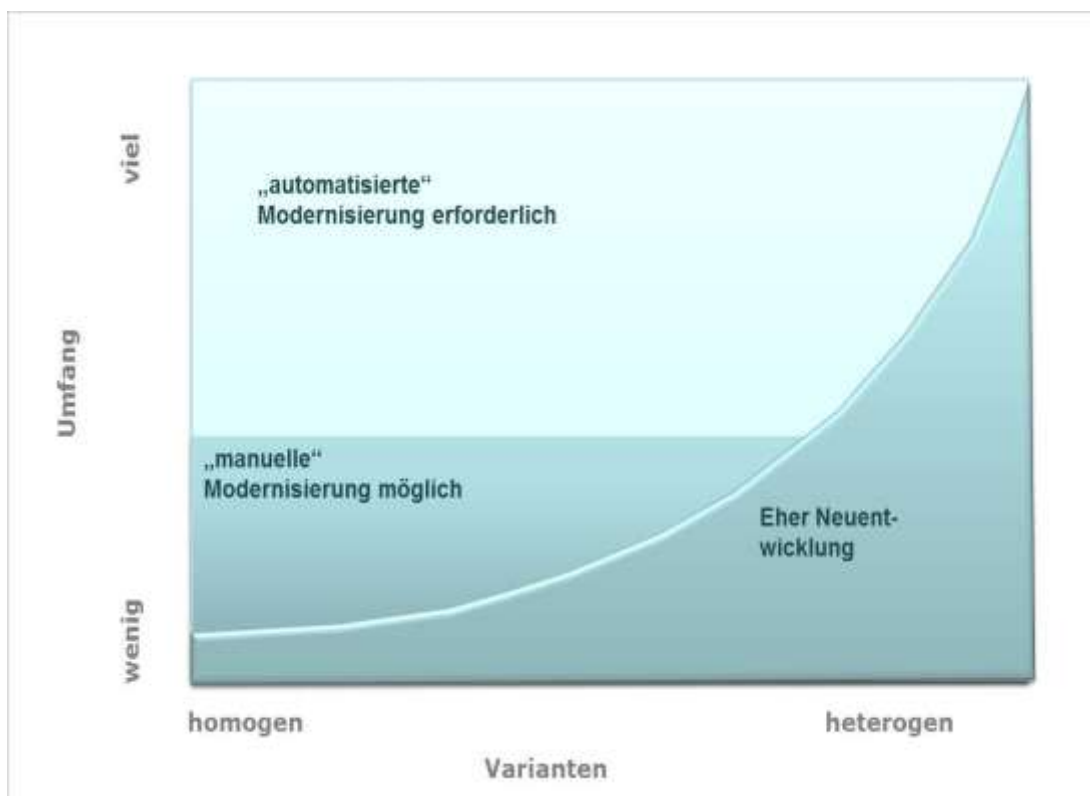 viel
„automatisierte“
Modernisierung erforderlich
Umfang
„manuelle“
Modernisierung möglich
Eher Neuent-
wicklung
wenig
homogen
heterogen
Varianten